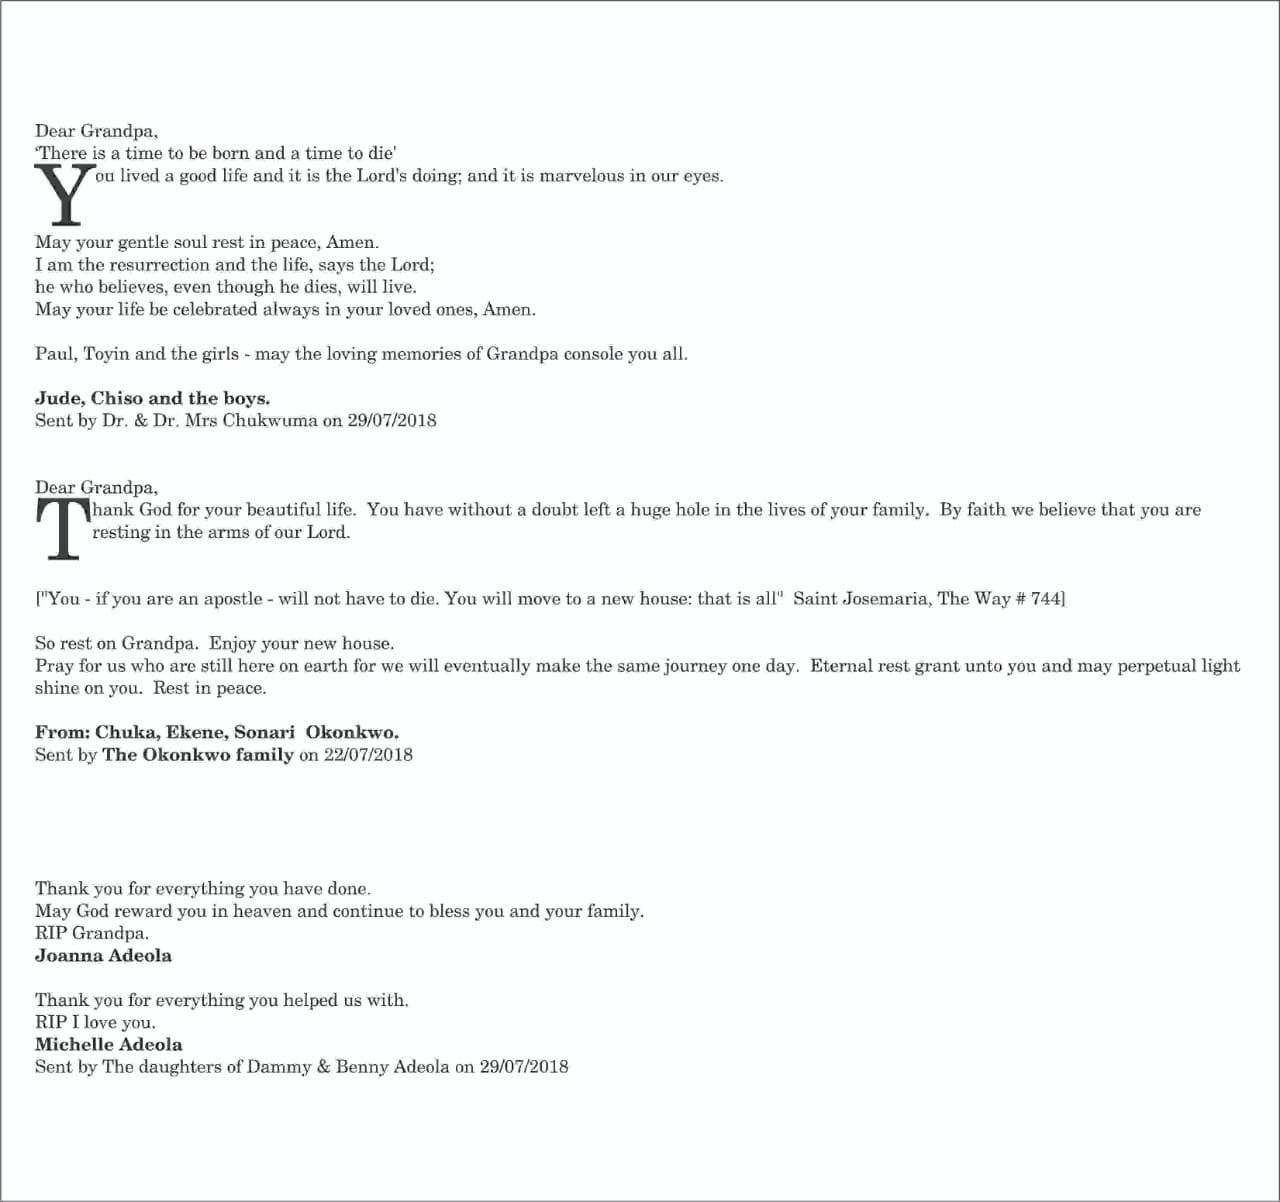 Dear Grandpa,
‘There is a time to be born and a time to die'
You lived a good life and it is the Lord's doing; and it is marvelous in our eyes.
May your gentle soul rest in peace, Amen.
I am the resurrection and the life, says the Lord;
he who believes, even though he dies, will live.
May your life be celebrated always in your loved ones, Amen.
Paul, Toyin and the girls - may the loving memories of Grandpa console you all.
Jude, Chiso and the boys.
Sent by Dr. & Dr. Mrs Chukwuma on 29/07/2018
Dear Grandpa,
Thank God for your beautiful life.  You have without a doubt left a huge hole in the lives of your family.  By faith we believe that you are
resting in the arms of our Lord.
["You - if you are an apostle - will not have to die. You will move to a new house: that is all"  Saint Josemaria, The Way # 744]
So rest on Grandpa.  Enjoy your new house.
Pray for us who are still here on earth for we will eventually make the same journey one day.  Eternal rest grant unto you and may perpetual light
shine on you.  Rest in peace.
From: Chuka, Ekene, Sonari  Okonkwo.
Sent by The Okonkwo family on 22/07/2018
Thank you for everything you have done.
May God reward you in heaven and continue to bless you and your family.
RIP Grandpa.
Joanna Adeola
Thank you for everything you helped us with.
RIP I love you.
Michelle Adeola
Sent by The daughters of Dammy & Benny Adeola on 29/07/2018